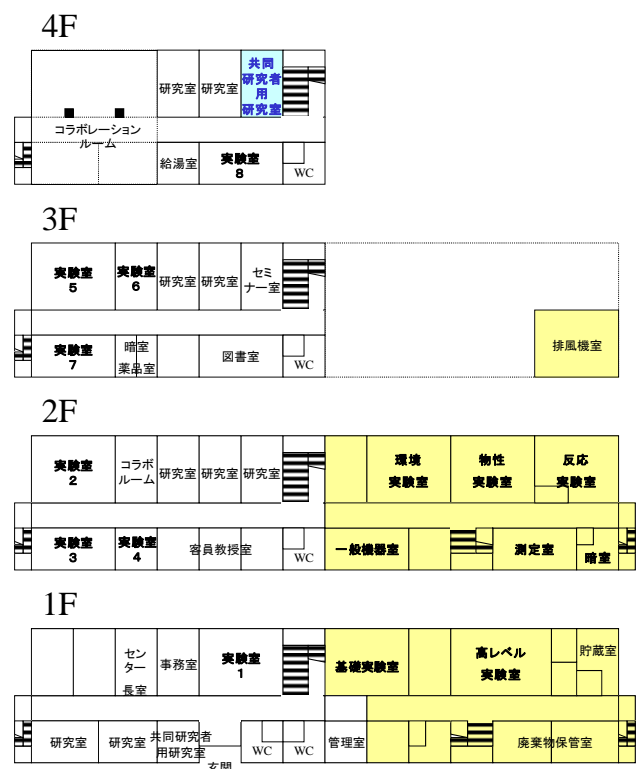 4F
研究室
研究室
共同
研究者
用
研究室
コラボレーション
ルーム
給湯室
実験室
8
WC
3F
実験室
5
実験室
6
研究室
研究室
セミ
ナー室
実験室
7
暗室
薬品室
図書室
WC
排風機室
2F
実験室
2
コラボ
ルーム
研究室
研究室
研究室
環境
実験室
物性
実験室
反応
実験室
実験室
3
実験室
4
客員教授室
WC
一般機器室
測定室
暗室
1F
セン
ター
長室
事務室
実験室
1
基礎実験室
高レベル
実験室
貯蔵室
研究室
研究室
共同研究者
用研究室
玄関
WC
WC
管理室
廃棄物保管室